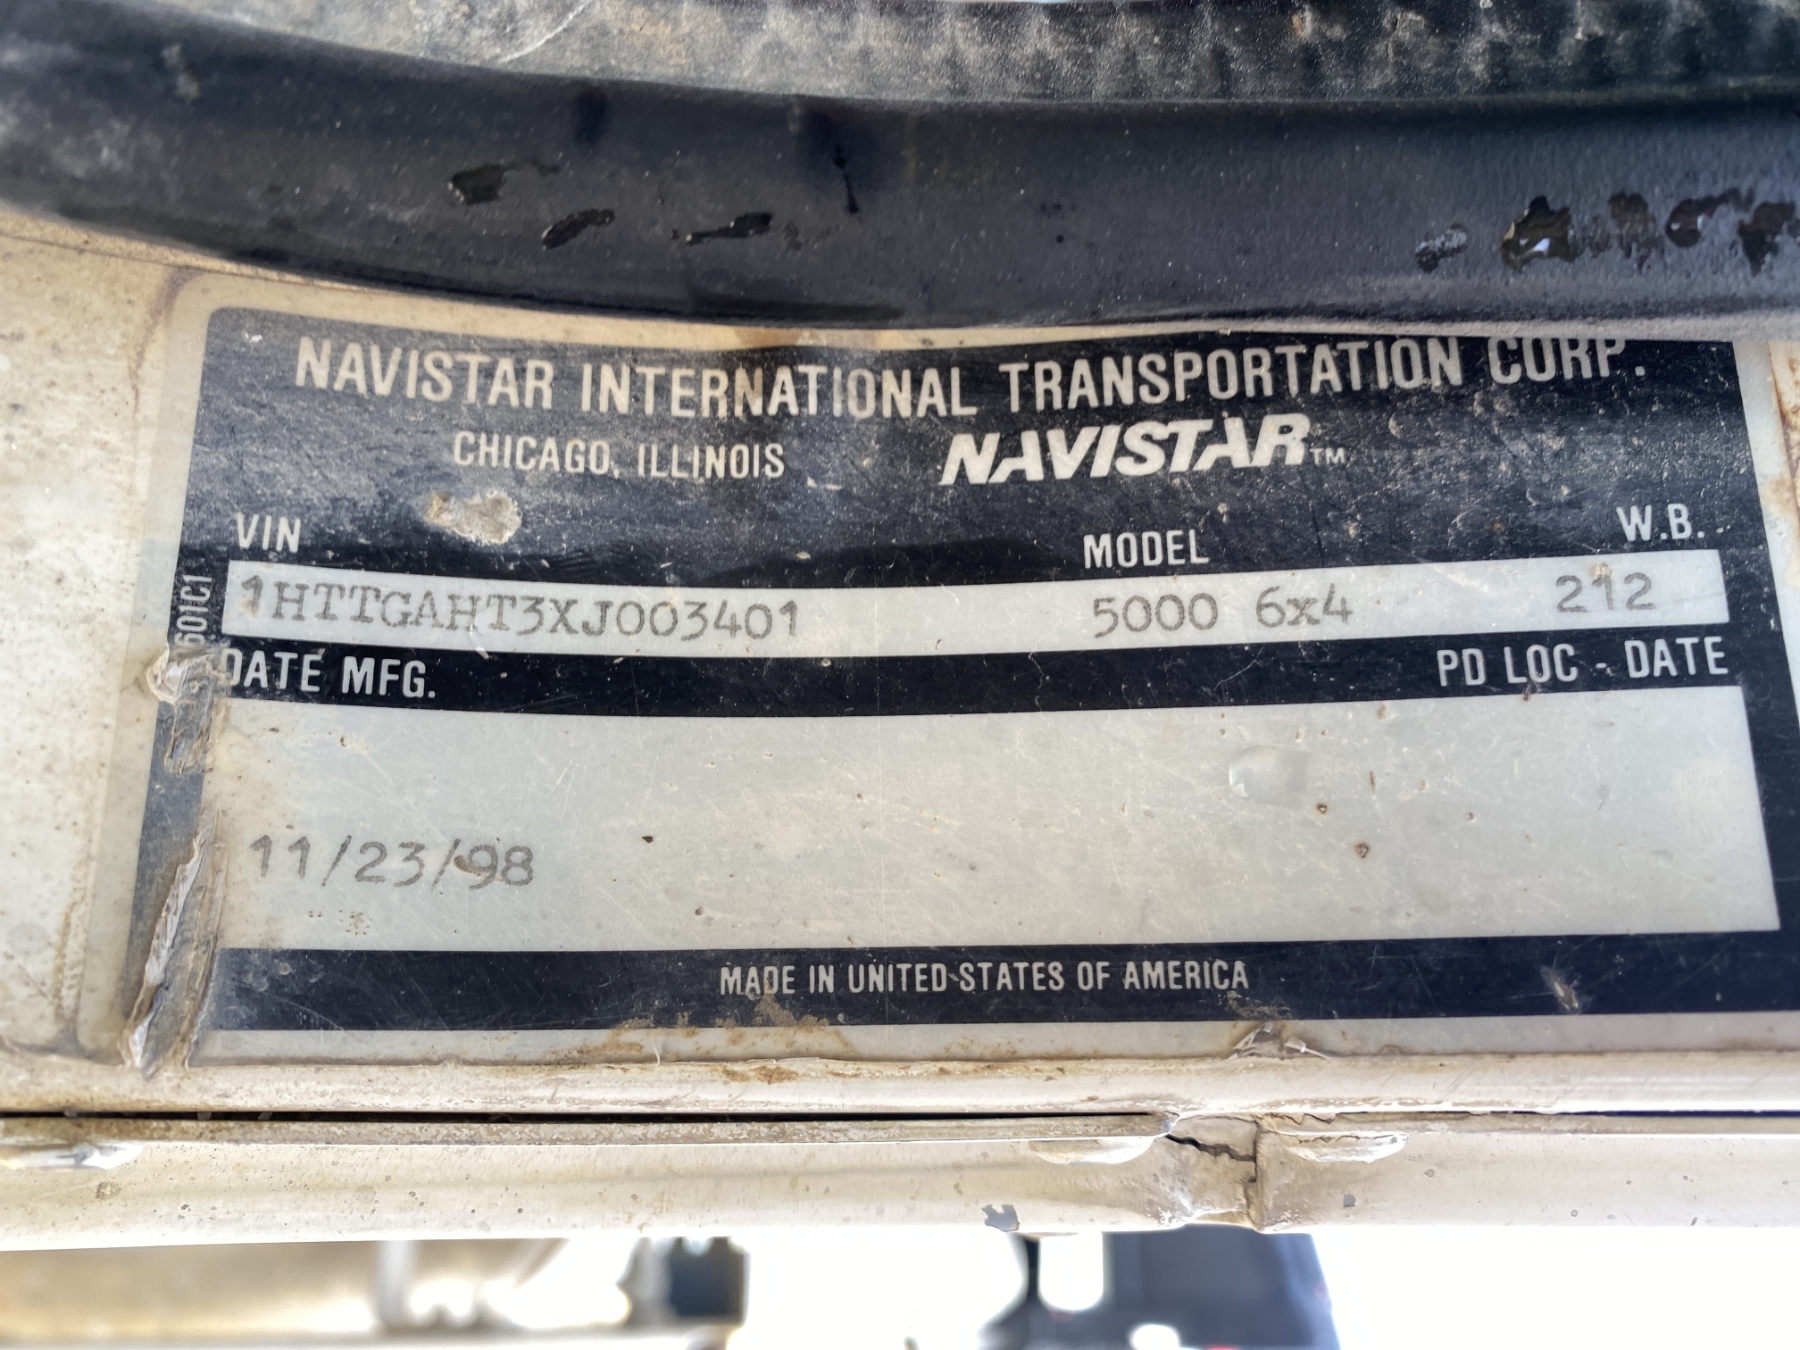 NAVISTAR INTERNATIONAL TRANSPORTATION CORP.
CHICAGO, ILLINOIS NAVISTAR™
VIN MODEL W.B.
1HTTGAHT3XJ003401 5000 6x4 212
DATE MFG. PD LOC - DATE
11/23/98
MADE IN UNITED STATES OF AMERICA